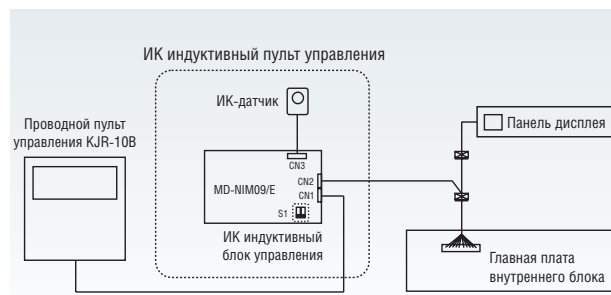 ИК индуктивный пульт управления
ИК-датчик
Проводной пульт
управления KJR-10B
Панель дисплея
CN3
MD-NIM09/E
CN2
CN1
S1
ИК индуктивный
блок управления
Главная плата
внутреннего блока